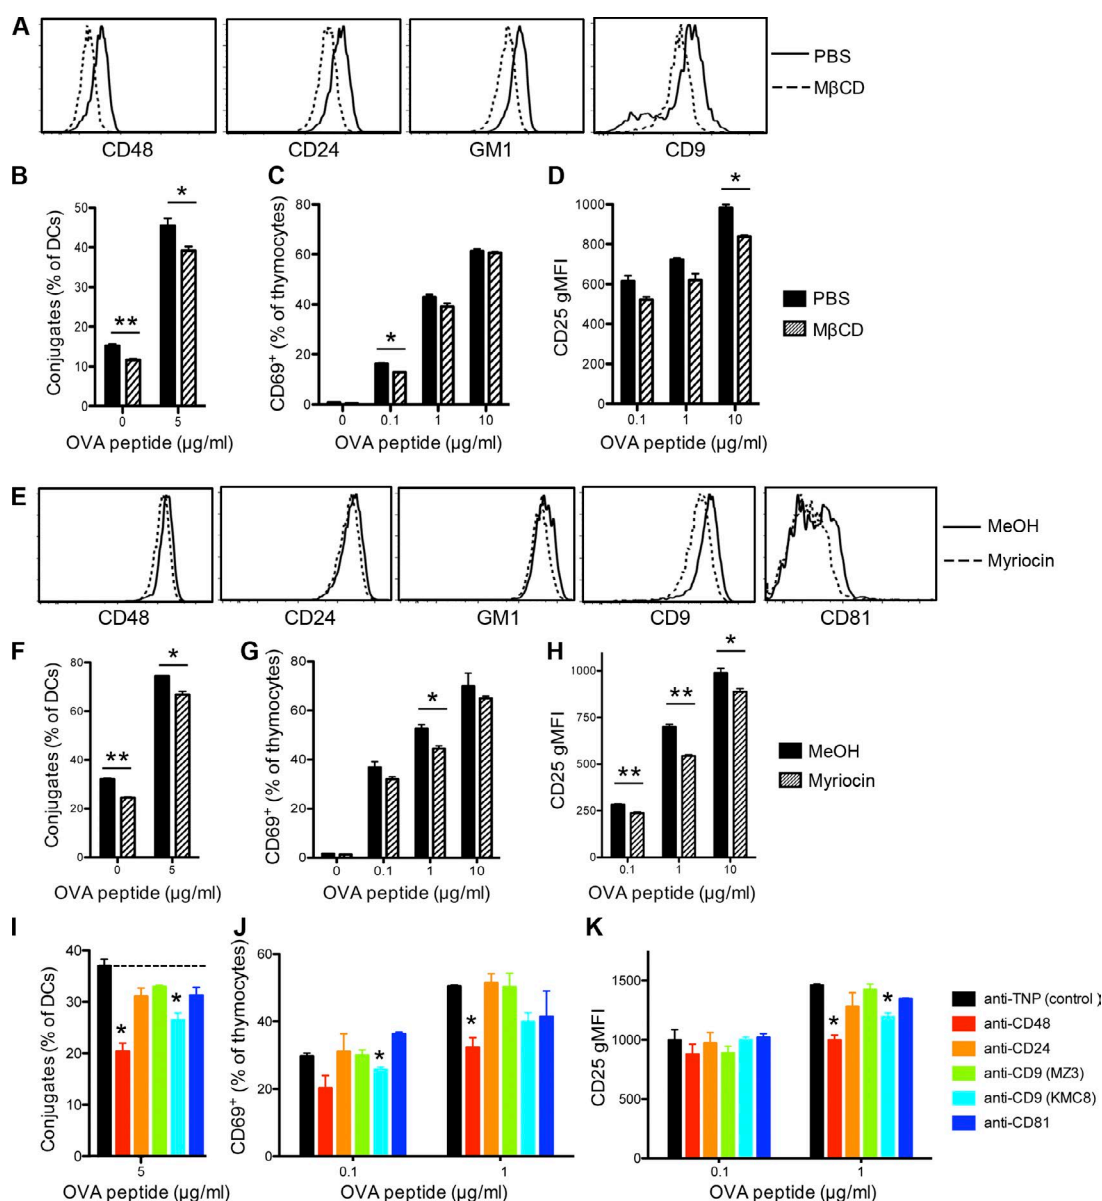 A
PBS
MβCD
CD48
CD24
GM1
CD9
B
Conjugates (% of DCs)
50
40
30
20
10
0
**
*
0
5
OVA peptide (µg/ml)
C
CD69+ (% of thymocytes)
80
60
40
20
0
*
0
0.1
1
10
OVA peptide (µg/ml)
D
CD25 gMFI
1000
800
600
400
200
0
*
0.1
1
10
OVA peptide (µg/ml)
PBS
MβCD
E
MeOH
Myriocin
CD48
CD24
GM1
CD9
CD81
F
Conjugates (% of DCs)
80
60
40
20
0
**
*
0
5
OVA peptide (µg/ml)
G
CD69+ (% of thymocytes)
80
60
40
20
0
*
0
0.1
1
10
OVA peptide (µg/ml)
H
CD25 gMFI
1000
750
500
250
0
**
**
*
0.1
1
10
OVA peptide (µg/ml)
MeOH
Myriocin
I
Conjugates (% of DCs)
40
30
20
10
0
*
*
5
OVA peptide (µg/ml)
J
CD69+ (% of thymocytes)
60
40
20
0
*
*
0.1
1
OVA peptide (µg/ml)
K
CD25 gMFI
1500
1000
500
0
*
*
0.1
1
OVA peptide (µg/ml)
anti-TNP (control)
anti-CD48
anti-CD24
anti-CD9 (MZ3)
anti-CD9 (KMC8)
anti-CD81